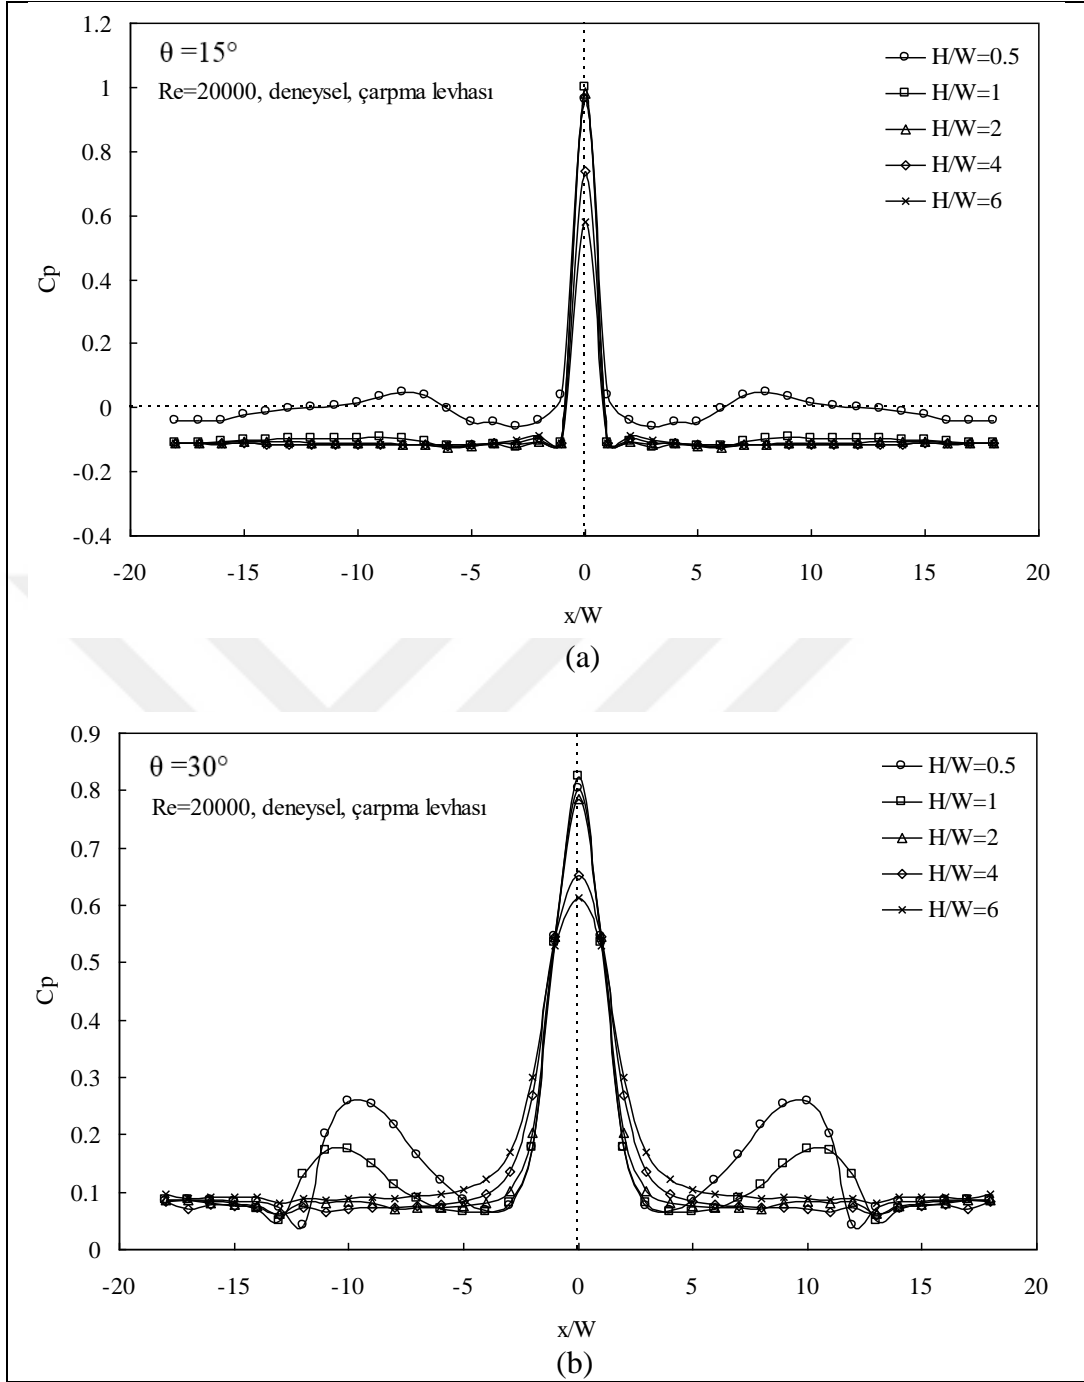 θ =15°
Re=20000, deneysel, çarpma levhası
H/W=0.5
H/W=1
H/W=2
H/W=4
H/W=6
1.2
1
0.8
0.6
0.4
0.2
0
-0.2
-0.4
Cp
-20
-15
-10
-5
0
5
10
15
20
x/W
(a)
θ =30°
Re=20000, deneysel, çarpma levhası
H/W=0.5
H/W=1
H/W=2
H/W=4
H/W=6
0.9
0.8
0.7
0.6
0.5
0.4
0.3
0.2
0.1
0
Cp
-20
-15
-10
-5
0
5
10
15
20
x/W
(b)